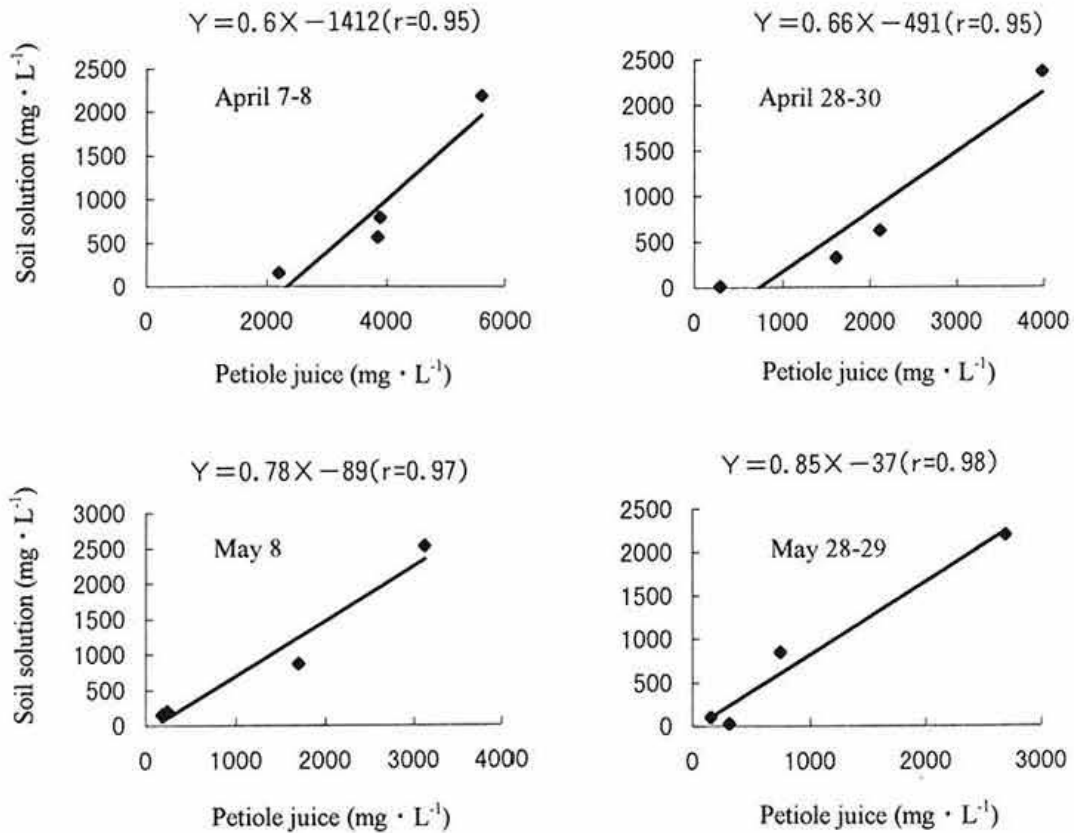 Y=0.6X-1412(r=0.95)
Soil solution (mg・L⁻¹)
2500
2000
1500
1000
500
0
April 7-8
0 2000 4000 6000
Petiole juice (mg・L⁻¹)
Y=0.66X-491(r=0.95)
2500
2000
1500
1000
500
0
April 28-30
0 1000 2000 3000 4000
Petiole juice (mg・L⁻¹)
Y=0.78X-89(r=0.97)
Soil solution (mg・L⁻¹)
3000
2500
2000
1500
1000
500
0
May 8
0 1000 2000 3000 4000
Petiole juice (mg・L⁻¹)
Y=0.85X-37(r=0.98)
2500
2000
1500
1000
500
0
May 28-29
0 1000 2000 3000
Petiole juice (mg・L⁻¹)